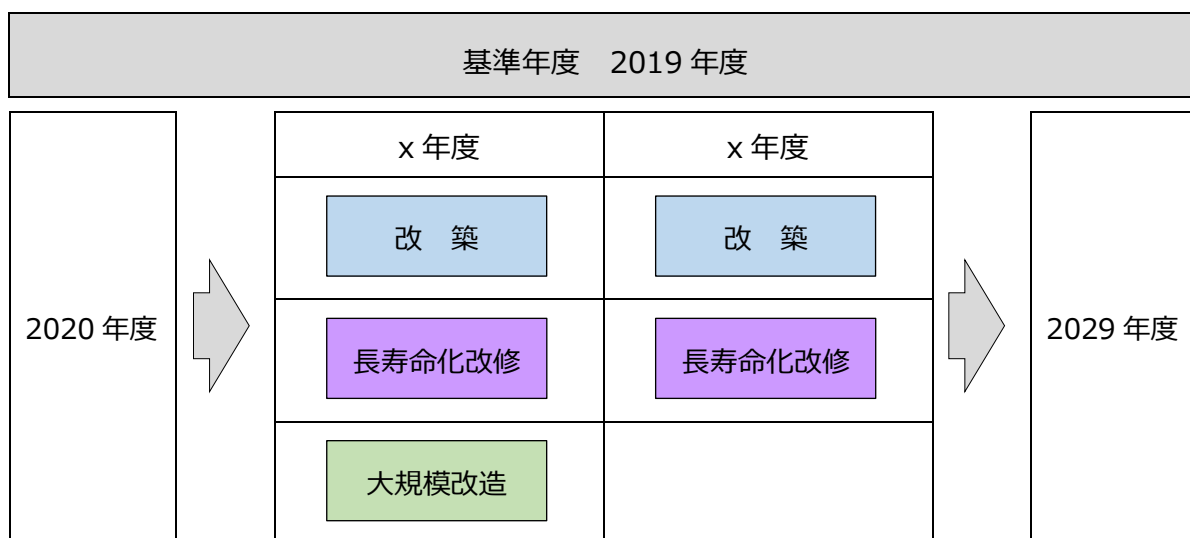 基準年度　2019 年度
2020 年度
x 年度
x 年度
改　築
改　築
長寿命化改修
長寿命化改修
大規模改造
2029 年度